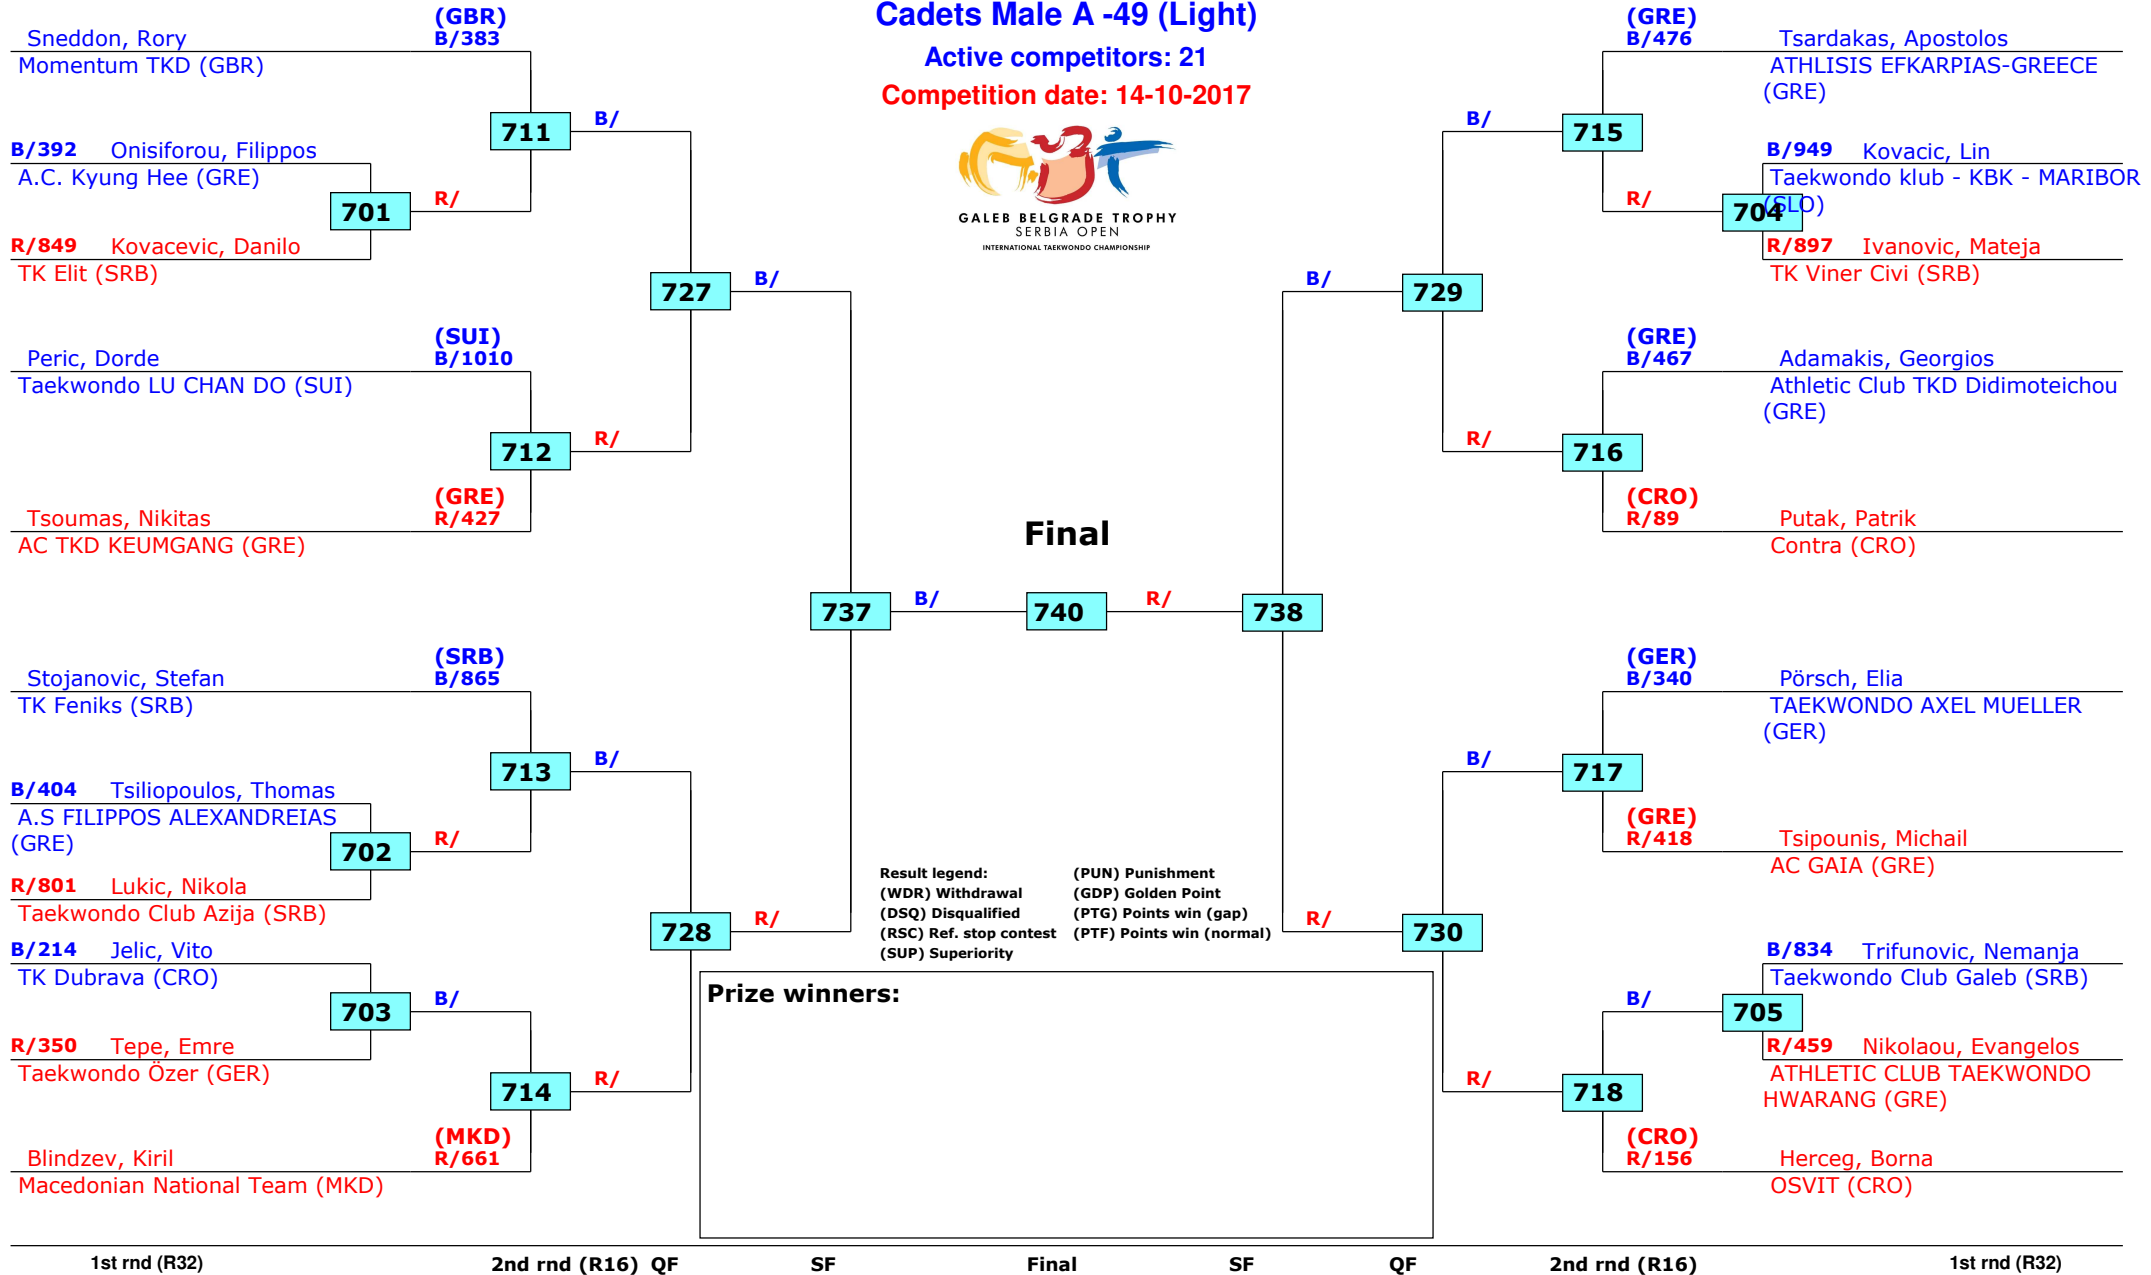 Cadets Male A -49 (Light)
Active competitors: 21
Competition date: 14-10-2017
GALEB BELGRADE TROPHY
SERBIA OPEN
INTERNATIONAL TAEKWONDO CHAMPIONSHIP
(GBR)
Sneddon, Rory B/383
Momentum TKD (GBR)
711 B/
B/392 Onisiforou, Filippos
A.C. Kyung Hee (GRE)
701 R/
R/849 Kovacevic, Danilo
TK Elit (SRB)
727 B/
(SUI)
Peric, Dorde B/1010
Taekwondo LU CHAN DO (SUI)
712 R/
(GRE)
Tsoumas, Nikitas R/427
AC TKD KEUMGANG (GRE)
737 B/
(SRB)
Stojanovic, Stefan B/865
TK Feniks (SRB)
713 B/
B/404 Tsiliopoulos, Thomas
A.S FILIPPOS ALEXANDREIAS
(GRE)
702 R/
R/801 Lukic, Nikola
Taekwondo Club Azija (SRB)
728 R/
B/214 Jelic, Vito
TK Dubrava (CRO)
703 B/
R/350 Tepe, Emre
Taekwondo Özer (GER)
714 R/
(MKD)
Blindzev, Kiril R/661
Macedonian National Team (MKD)
Final
740
(GRE)
B/476 Tsardakas, Apostolos
ATHLISIS EFKARPIAS-GREECE
(GRE)
B/ 715
B/949 Kovacic, Lin
Taekwondo klub - KBK - MARIBOR
(SLO)
R/ 704
R/897 Ivanovic, Mateja
TK Viner Civi (SRB)
B/ 729
(GRE)
B/467 Adamakis, Georgios
Athletic Club TKD Didimoteichou
(GRE)
R/ 716
(CRO)
R/89 Putak, Patrik
Contra (CRO)
R/ 738
(GER)
B/340 Pörsch, Elia
TAEKWONDO AXEL MUELLER
(GER)
B/ 717
(GRE)
R/418 Tsipounis, Michail
AC GAIA (GRE)
R/ 730
B/834 Trifunovic, Nemanja
Taekwondo Club Galeb (SRB)
B/ 705
R/459 Nikolaou, Evangelos
ATHLETIC CLUB TAEKWONDO
HWARANG (GRE)
R/ 718
(CRO)
R/156 Herceg, Borna
OSVIT (CRO)
Result legend: (PUN) Punishment
(WDR) Withdrawal (GDP) Golden Point
(DSQ) Disqualified (PTG) Points win (gap)
(RSC) Ref. stop contest (PTF) Points win (normal)
(SUP) Superiority
Prize winners:
1st rnd (R32) 2nd rnd (R16) QF SF Final SF QF 2nd rnd (R16) 1st rnd (R32)